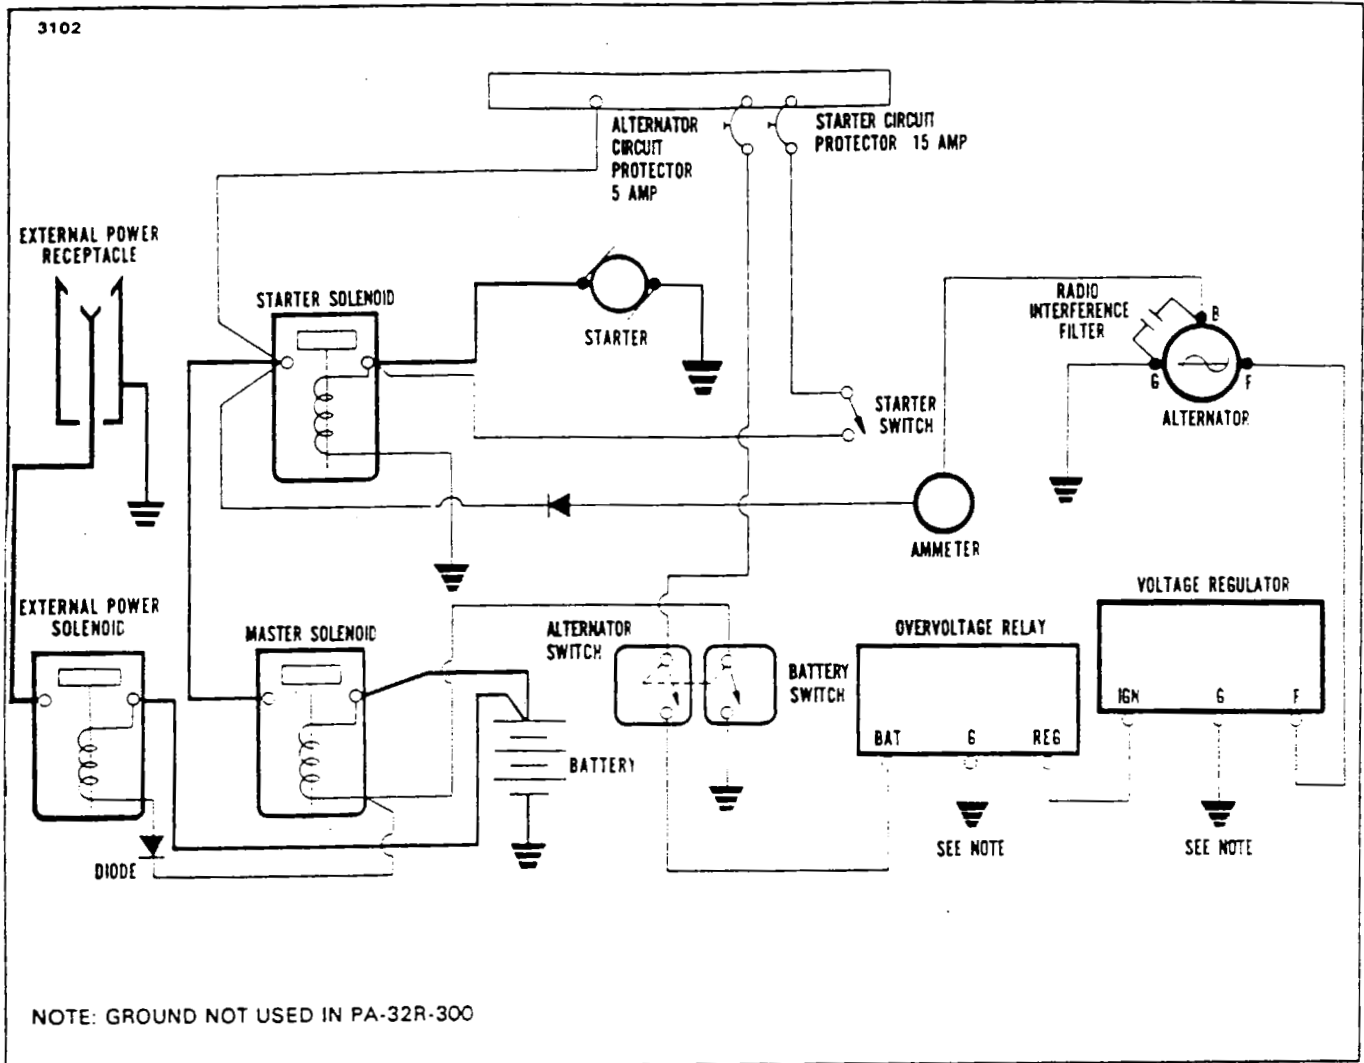 3102
ALTERNATOR
CIRCUIT
PROTECTOR
5 AMP
STARTER CIRCUIT
PROTECTOR 15 AMP
EXTERNAL POWER
RECEPTACLE
STARTER SOLENOID
STARTER
RADIO
INTERFERENCE
FILTER
B
G
F
ALTERNATOR
STARTER
SWITCH
AMMETER
EXTERNAL POWER
SOLENOID
MASTER SOLENOID
ALTERNATOR
SWITCH
BATTERY
SWITCH
OVERVOLTAGE RELAY
VOLTAGE REGULATOR
IGN
G
F
BAT
G
REG
BATTERY
DIODE
SEE NOTE
SEE NOTE
NOTE: GROUND NOT USED IN PA-32R-300